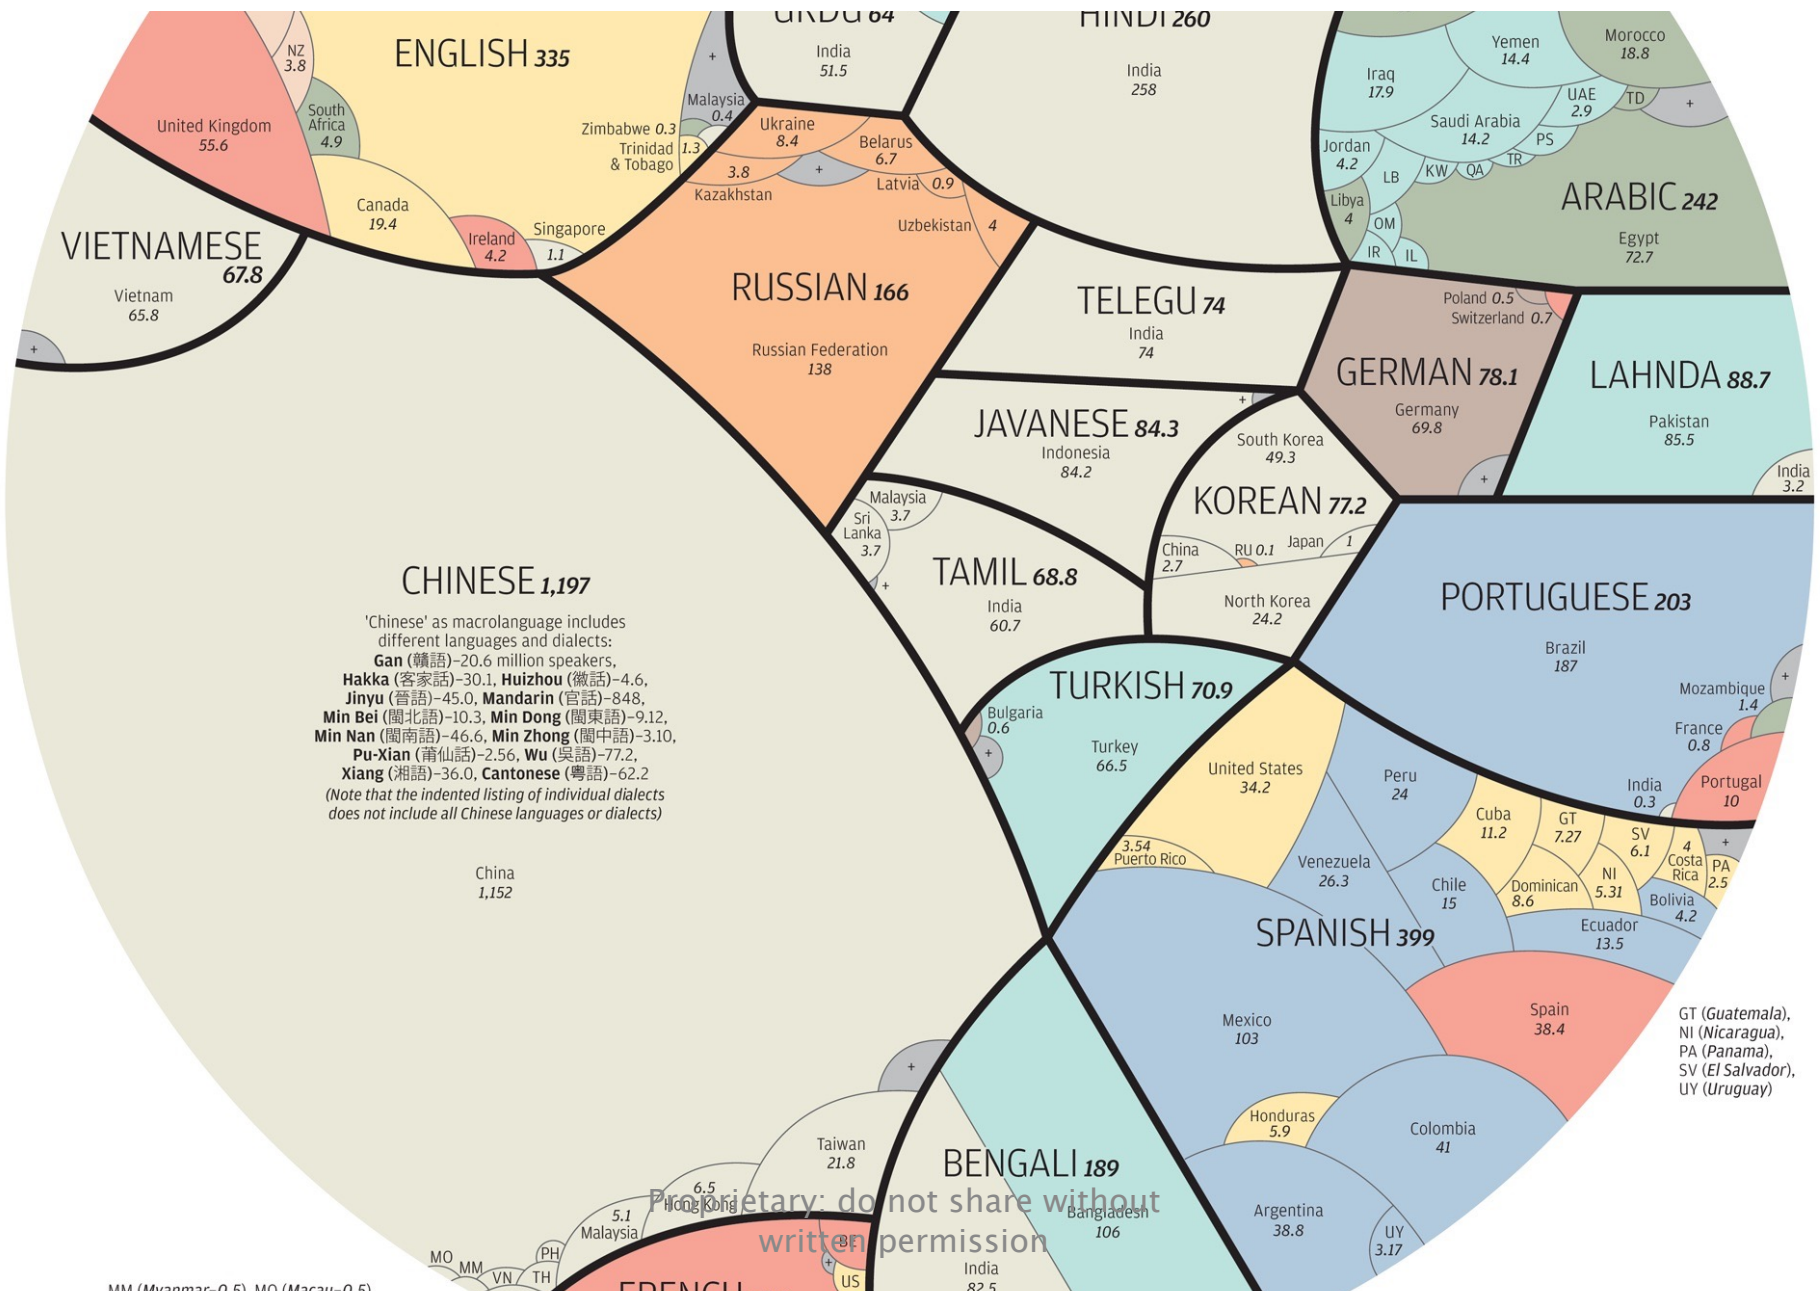 URDU 64
India
51.5
HINDI 260
India
258
ENGLISH 335
NZ
3.8
South
Africa
4.9
United Kingdom
55.6
Canada
19.4
Ireland
4.2
Singapore
1.1
+
Malaysia
0.4
Zimbabwe 0.3
Trinidad
& Tobago
1.3
Iraq
17.9
Yemen
14.4
Morocco
18.8
UAE
2.9
TD
+
Saudi Arabia
14.2
PS
TR
QA
KW
LB
Jordan
4.2
Libya
4
OM
IR
IL
ARABIC 242
Egypt
72.7
VIETNAMESE
67.8
Vietnam
65.8
+
Ukraine
8.4
Belarus
6.7
3.8
Kazakhstan
+
Latvia 0.9
Uzbekistan 4
RUSSIAN 166
Russian Federation
138
TELEGU 74
India
74
Poland 0.5
Switzerland 0.7
GERMAN 78.1
Germany
69.8
+
LAHNDA 88.7
Pakistan
85.5
India
3.2
JAVANESE 84.3
Indonesia
84.2
+
South Korea
49.3
KOREAN 77.2
China
2.7
RU 0.1
Japan 1
North Korea
24.2
Malaysia
3.7
Sri
Lanka
3.7
+
TAMIL 68.8
India
60.7
PORTUGUESE 203
Brazil
187
+
Mozambique
1.4
France
0.8
India
0.3
Portugal
10
CHINESE 1,197
'Chinese' as macrolanguage includes
different languages and dialects:
Gan (贛語)–20.6 million speakers,
Hakka (客家話)–30.1, Huizhou (徽話)–4.6,
Jinyu (晉語)–45.0, Mandarin (官話)–848,
Min Bei (閩北語)–10.3, Min Dong (閩東語)–9.12,
Min Nan (閩南語)–46.6, Min Zhong (閩中語)–3.10,
Pu-Xian (莆仙話)–2.56, Wu (吳語)–77.2,
Xiang (湘語)–36.0, Cantonese (粵語)–62.2
(Note that the indented listing of individual dialects
does not include all Chinese languages or dialects)
China
1,152
TURKISH 70.9
Bulgaria
0.6
+
Turkey
66.5
United States
34.2
3.54
Puerto Rico
Peru
24
Venezuela
26.3
Chile
15
Cuba
11.2
GT
7.27
SV
6.1
4
Costa
Rica
+
PA
2.5
Dominican
8.6
NI
5.31
Bolivia
4.2
Ecuador
13.5
SPANISH 399
Mexico
103
Spain
38.4
Honduras
5.9
Colombia
41
Argentina
38.8
UY
3.17
GT (Guatemala),
NI (Nicaragua),
PA (Panama),
SV (El Salvador),
UY (Uruguay)
+
Taiwan
21.8
6.5
Hong Kong
5.1
Malaysia
PH
MO
MM
VN
TH
BENGALI 189
Bangladesh
106
India
82.5
Proprietary: do not share without
written permission
FRENCH
BE
+
US
MM (Myanmar–0.5), MO (Macau–0.5)